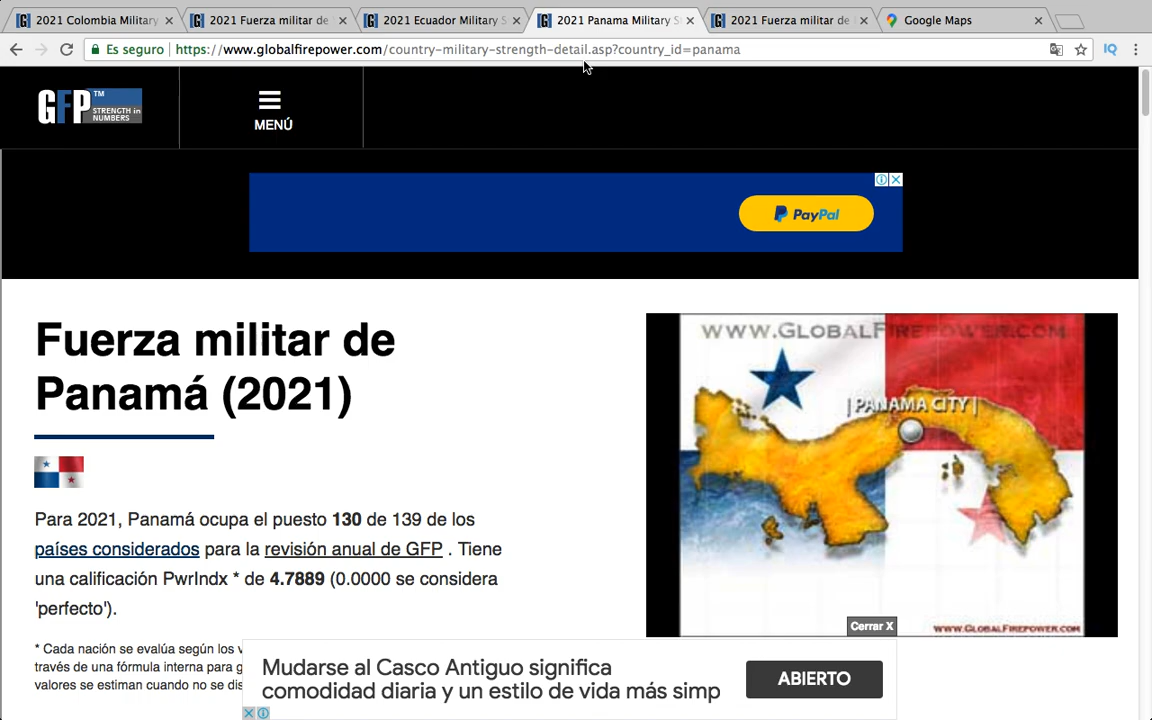 2021 Colombia Military
2021 Fuerza militar de
2021 Ecuador Military S
2021 Panama Military S
2021 Fuerza militar de
Google Maps
Es seguro https://www.globalfirepower.com/country-military-strength-detail.asp?country_id=panama
IQ
GFP™
STRENGTH in
NUMBERS
MENÚ
PayPal
Fuerza militar de
Panamá (2021)
WWW.GLOBALFIREPOWER.COM
| PANAMA CITY |
Para 2021, Panamá ocupa el puesto 130 de 139 de los
países considerados para la revisión anual de GFP . Tiene
una calificación PwrIndx * de 4.7889 (0.0000 se considera
'perfecto').
Cerrar X
WWW.GLOBALFIREPOWER.COM
* Cada nación se evalúa según los v
través de una fórmula interna para g
valores se estiman cuando no se dis
Mudarse al Casco Antiguo significa
comodidad diaria y un estilo de vida más simp
ABIERTO